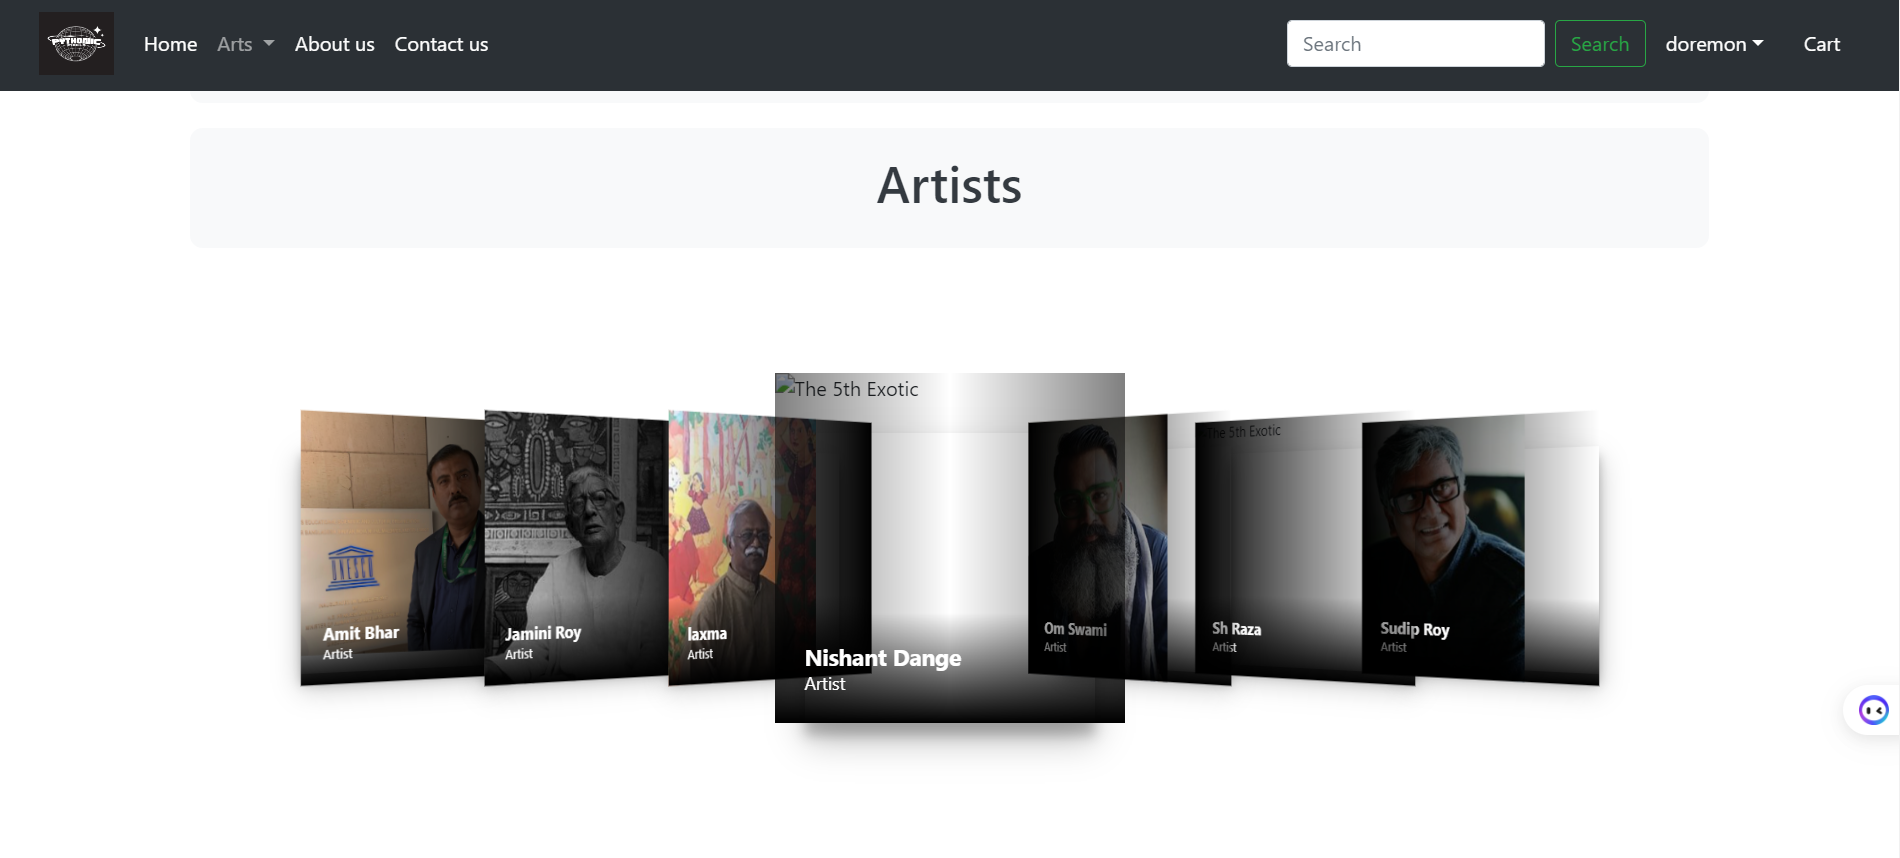 PYTHONIC
Home Arts About us Contact us Search Search doremon Cart
Artists
The 5th Exotic
The 5th Exotic
Amit Bhar
Artist
Jamini Roy
Artist
laxma
Artist
Nishant Dange
Artist
Om Swami
Artist
Sh Raza
Artist
Sudip Roy
Artist